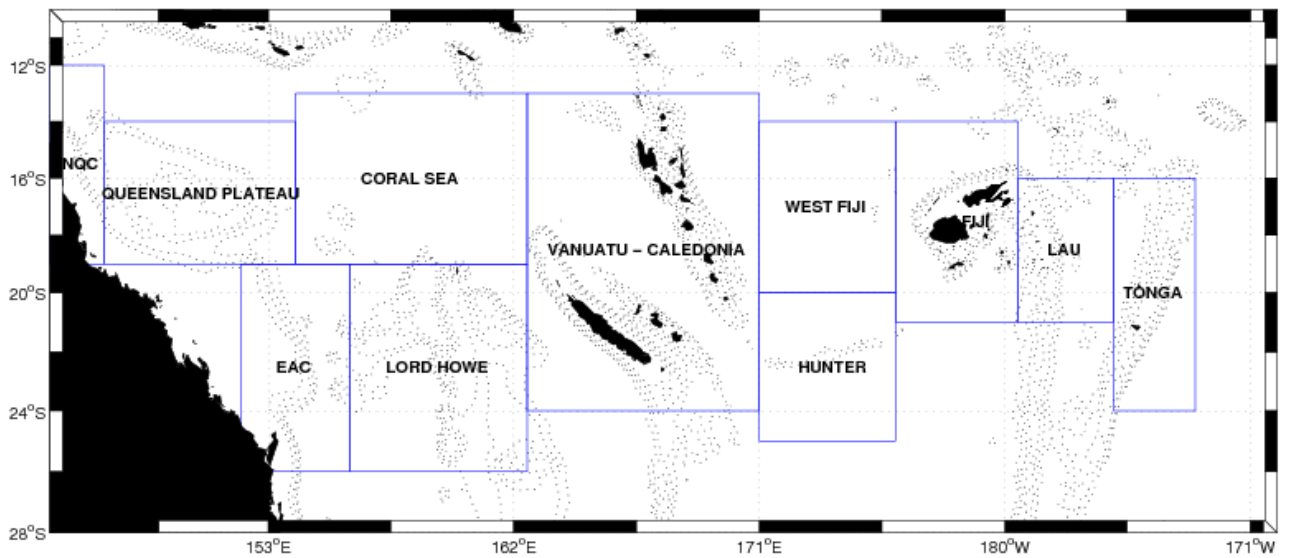 12°S
NQC
16°S
QUEENSLAND PLATEAU
CORAL SEA
WEST FIJI
FIJI
VANUATU – CALEDONIA
LAU
20°S
TONGA
EAC
LORD HOWE
HUNTER
24°S
28°S
153°E
162°E
171°E
180°W
171°W